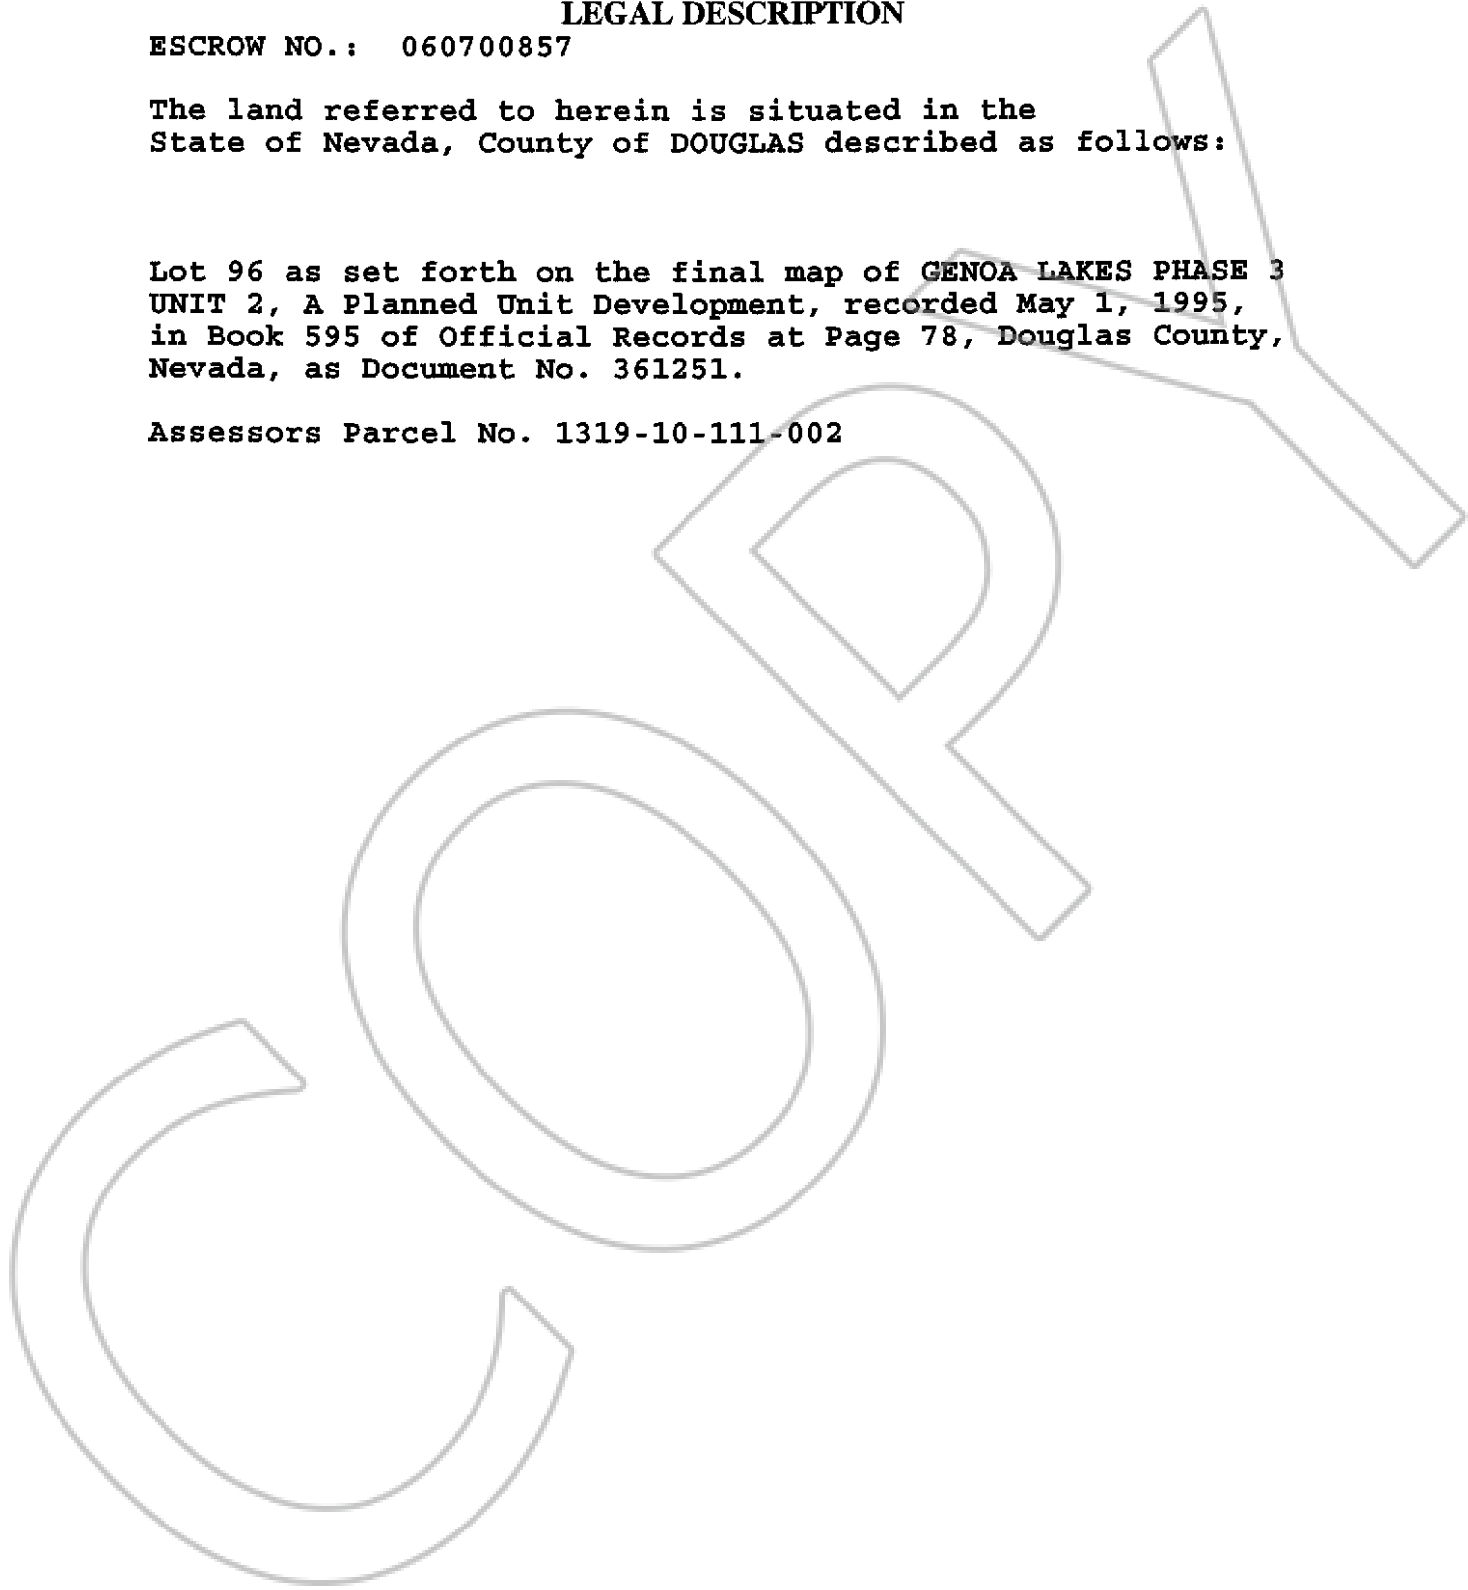 LEGAL DESCRIPTION
ESCROW NO.: 060700857
The land referred to herein is situated in the
State of Nevada, County of DOUGLAS described as follows:
Lot 96 as set forth on the final map of GENOA LAKES PHASE 3
UNIT 2, A Planned Unit Development, recorded May 1, 1995,
in Book 595 of Official Records at Page 78, Douglas County,
Nevada, as Document No. 361251.
Assessors Parcel No. 1319-10-111-002
COPY